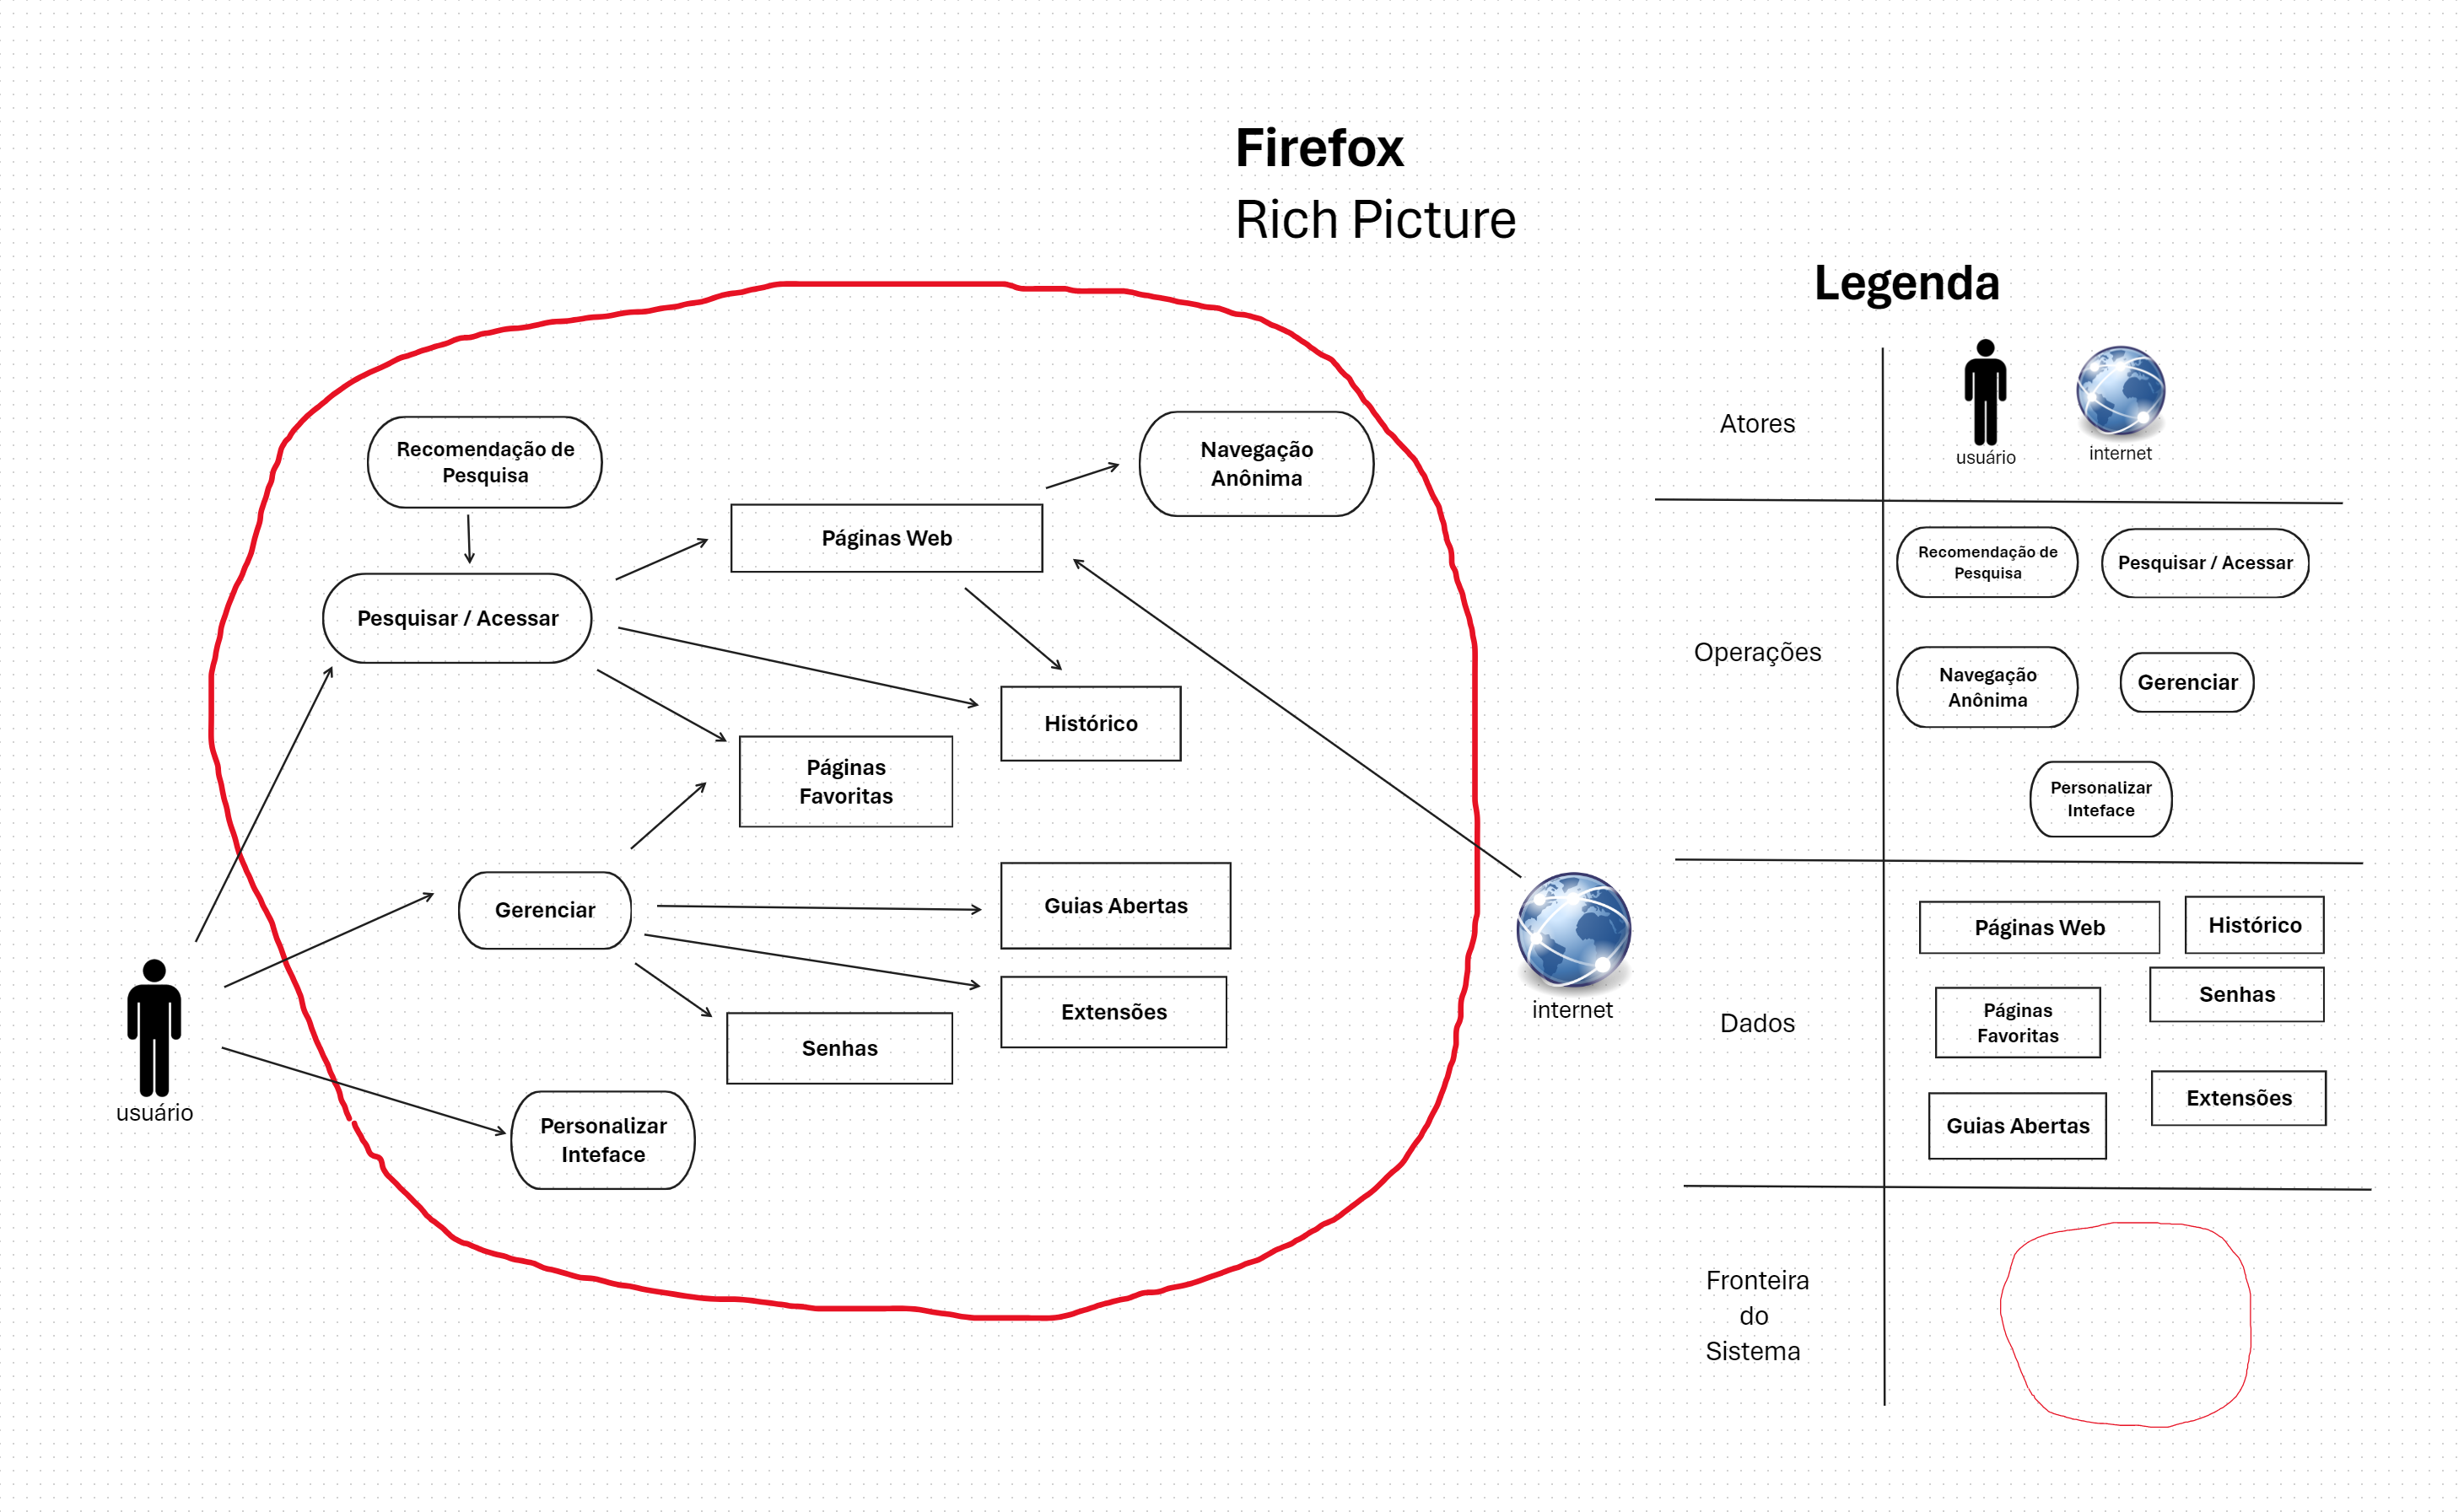 Firefox
Rich Picture
Recomendação de
Pesquisa
Navegação
Anônima
Páginas Web
Pesquisar / Acessar
Histórico
Páginas
Favoritas
Gerenciar
Guias Abertas
Extensões
Senhas
Personalizar
Inteface
usuário
internet
Legenda
Atores
usuário
internet
Operações
Recomendação de
Pesquisa
Pesquisar / Acessar
Navegação
Anônima
Gerenciar
Personalizar
Inteface
Dados
Páginas Web
Histórico
Páginas
Favoritas
Senhas
Guias Abertas
Extensões
Fronteira
do
Sistema